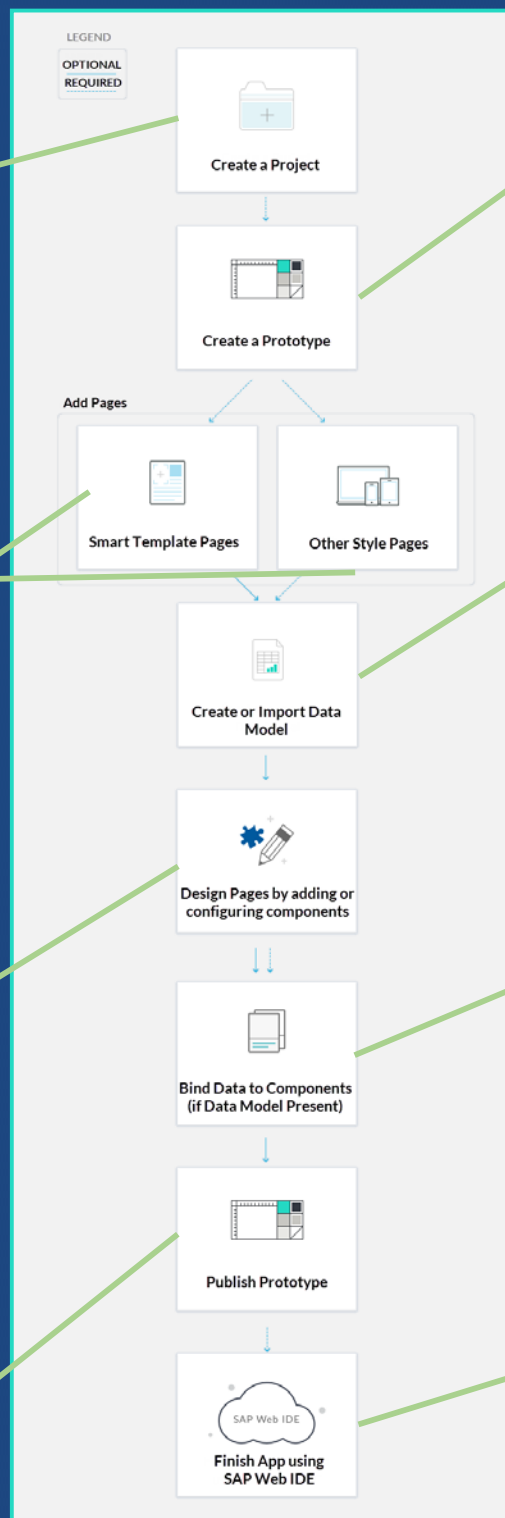 LEGEND
OPTIONAL
REQUIRED
Create a Project
Create a Prototype
Add Pages
Smart Template Pages
Other Style Pages
Create or Import Data
Model
Design Pages by adding or
configuring components
Bind Data to Components
(if Data Model Present)
Publish Prototype
SAP Web IDE
Finish App using
SAP Web IDE